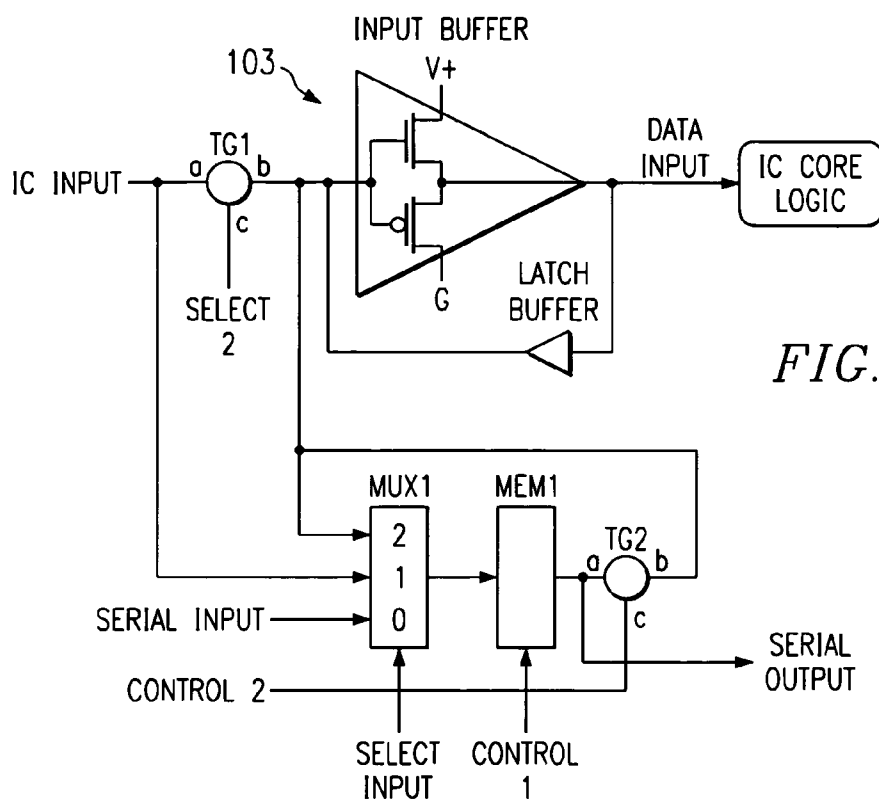 INPUT BUFFER
103
V+
TG1
a
b
c
IC INPUT
DATA
INPUT
IC CORE
LOGIC
SELECT
2
G
LATCH
BUFFER
FIG.
MUX1
MEM1
2
1
0
TG2
a
b
c
SERIAL INPUT
CONTROL 2
SERIAL
OUTPUT
SELECT
INPUT
CONTROL
1